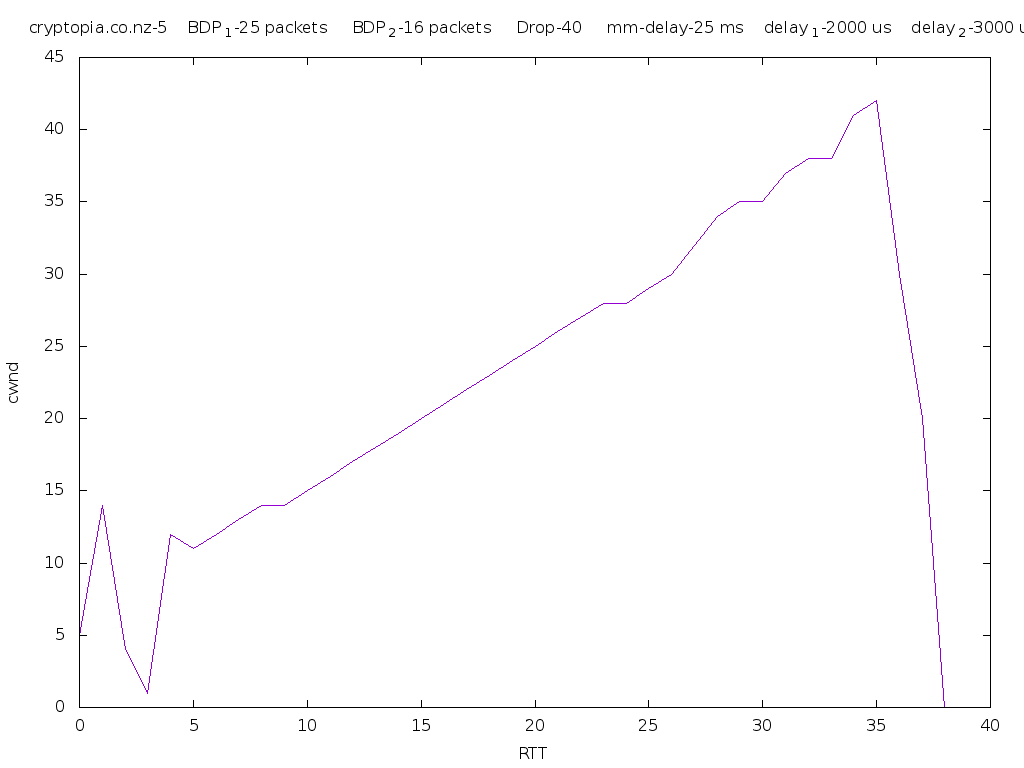 cryptopia.co.nz-5 BDP1-25 packets BDP2-16 packets Drop-40 mm-delay-25 ms delay1-2000 us delay2-3000 u
45
40
35
30
25
20
15
10
5
0
cwnd
0 5 10 15 20 25 30 35 40
RTT